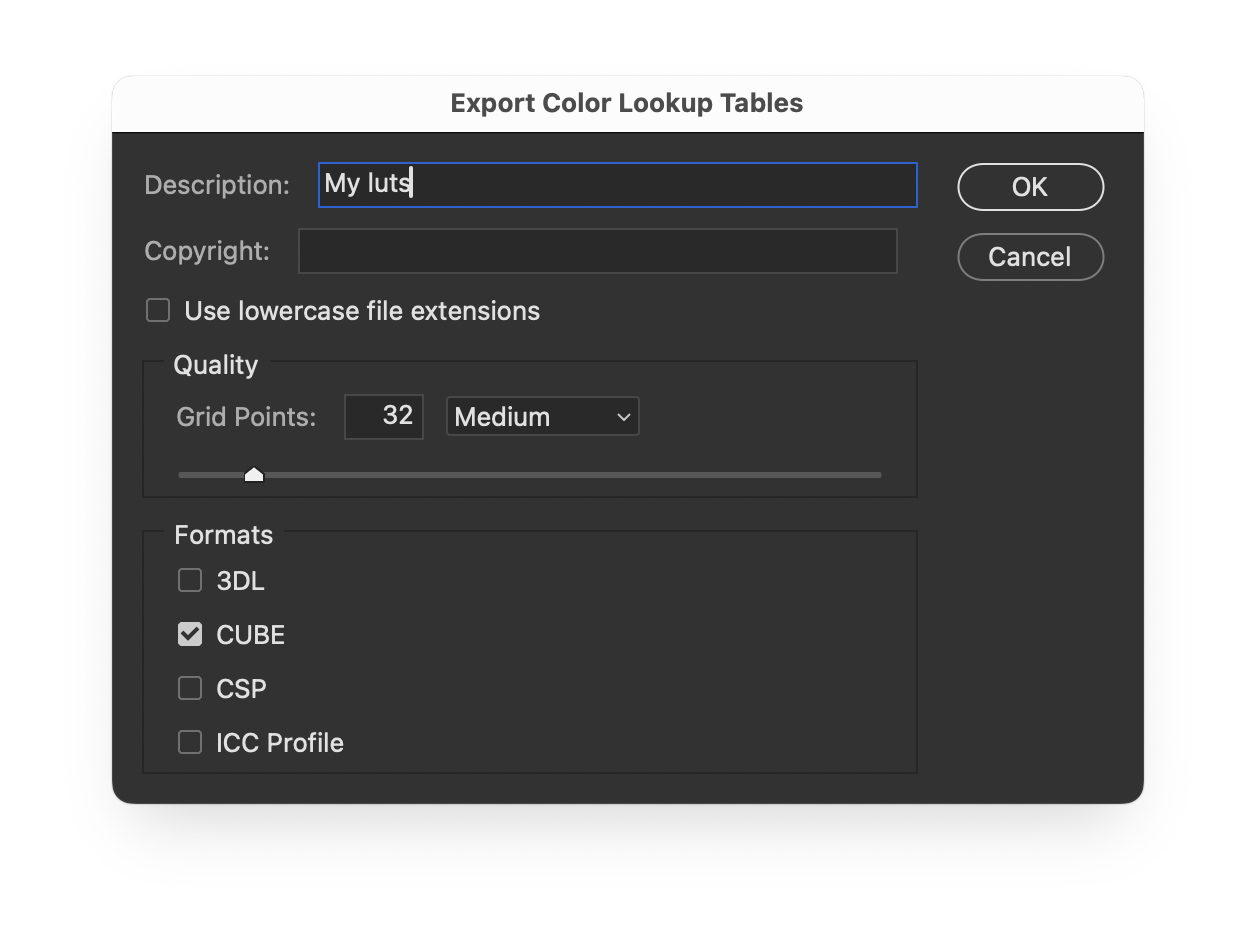 Export Color Lookup Tables
Description: My luts OK
Copyright: Cancel
Use lowercase file extensions
Quality
Grid Points: 32 Medium
Formats
3DL
CUBE
CSP
ICC Profile